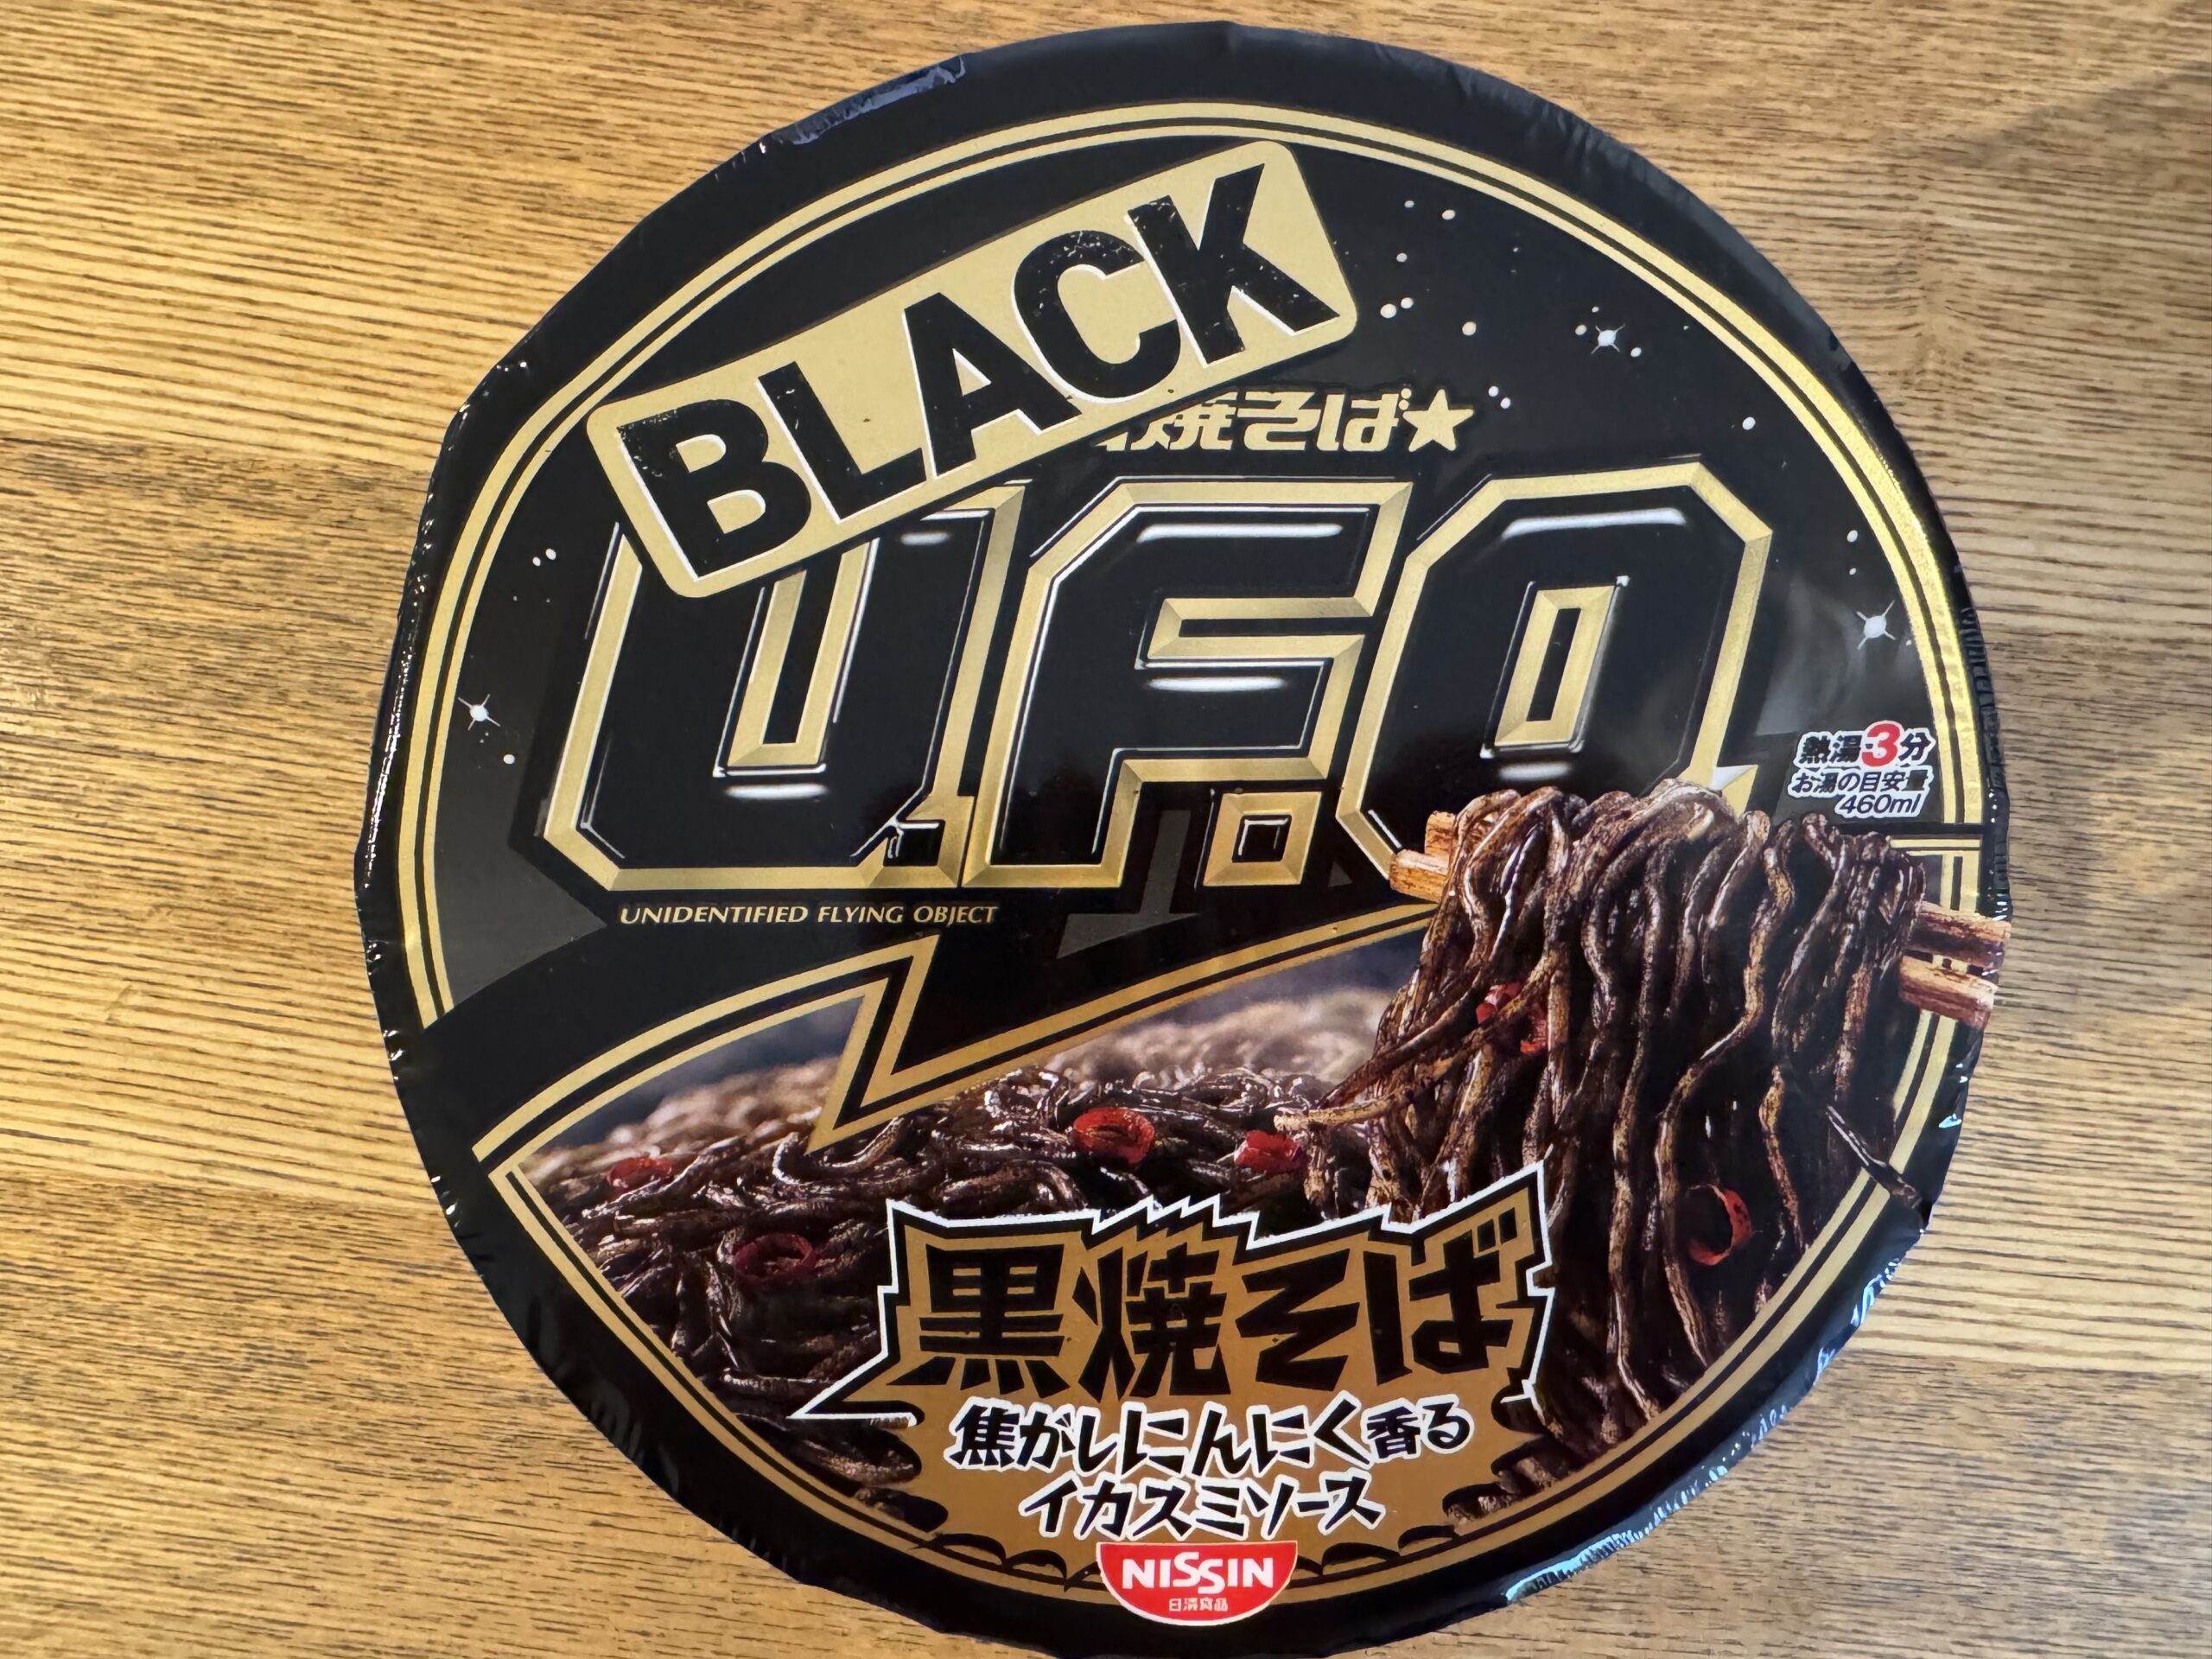 BLACK
焼そば★
U.F.O.
UNIDENTIFIED FLYING OBJECT
熱湯3分
お湯の目安量
460ml
黒焼そば
焦がしにんにく香る
イカスミソース
NISSIN
日清食品